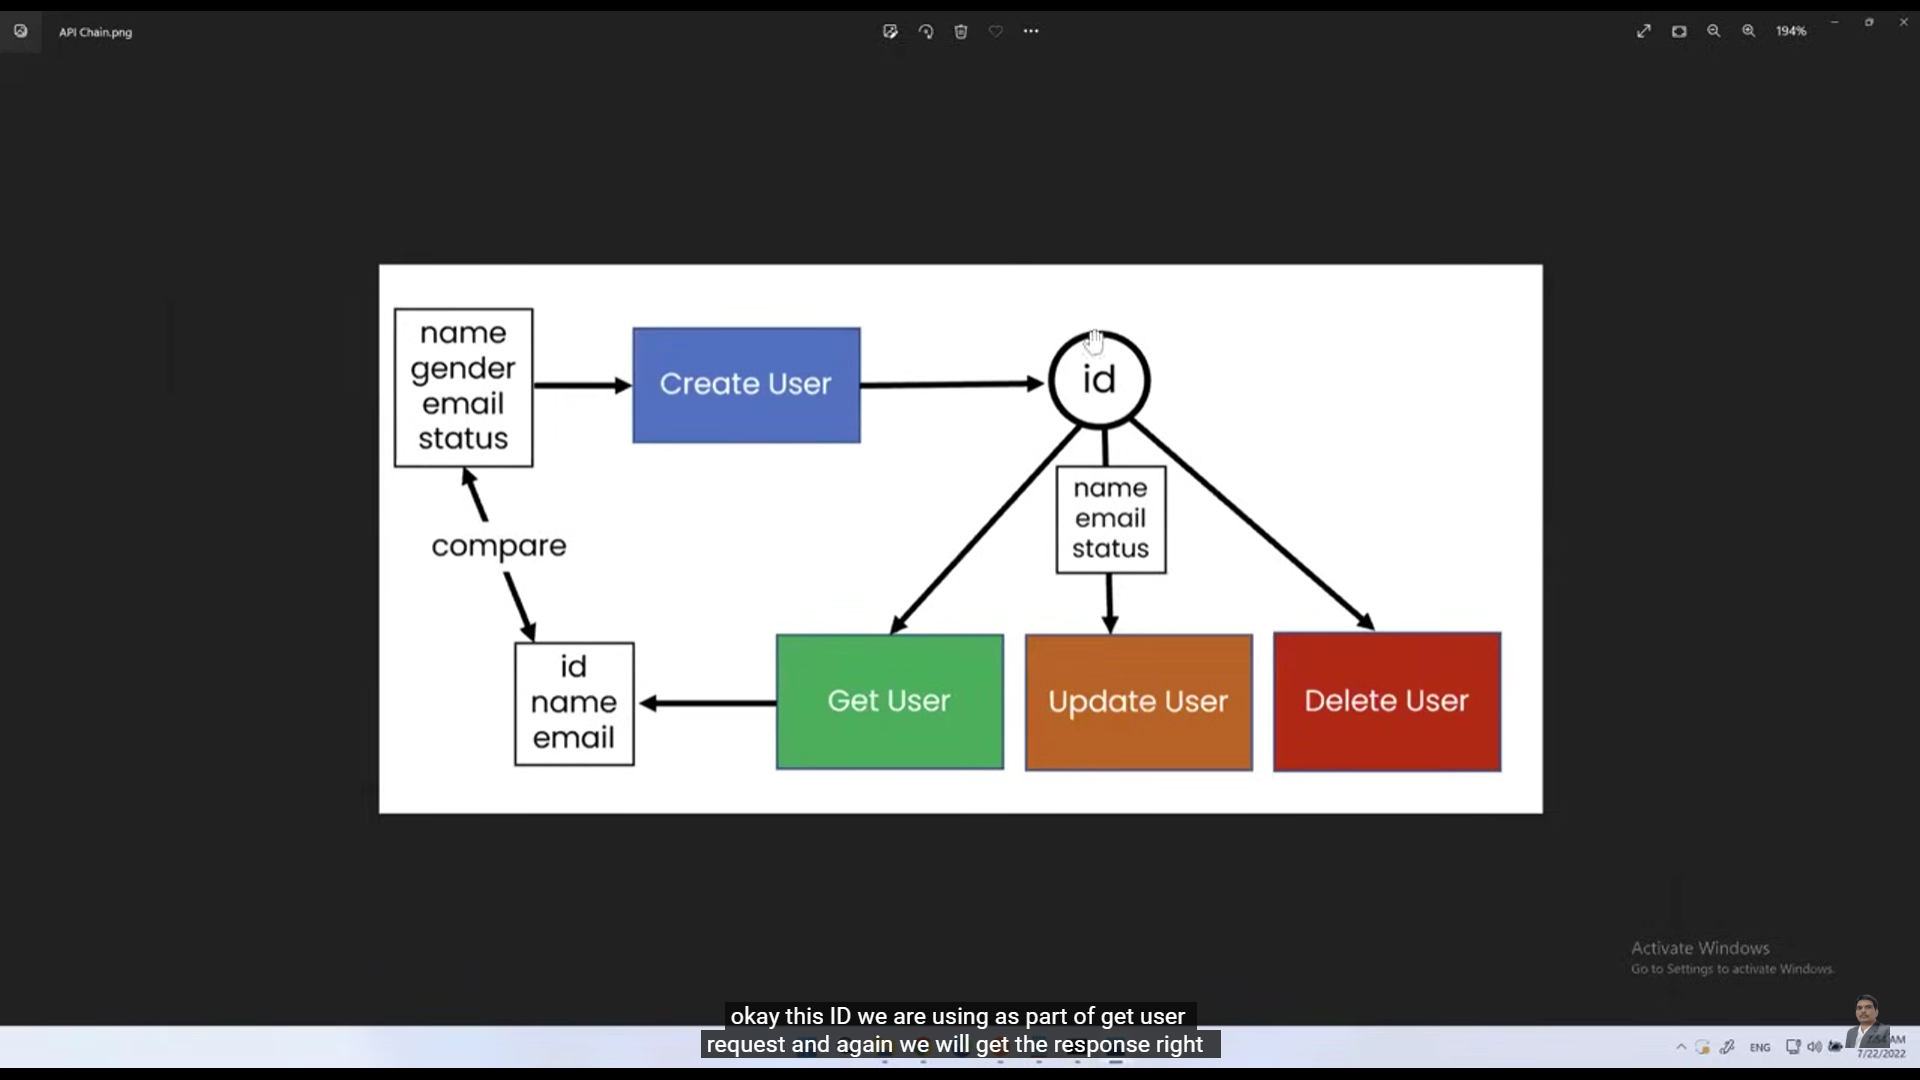 API Chain.png
194%
name
gender
email
status
Create User
id
name
email
status
compare
id
name
email
Get User
Update User
Delete User
Activate Windows
Go to Settings to activate Windows.
okay this ID we are using as part of get user
request and again we will get the response right
ENG
AM
7/22/2022